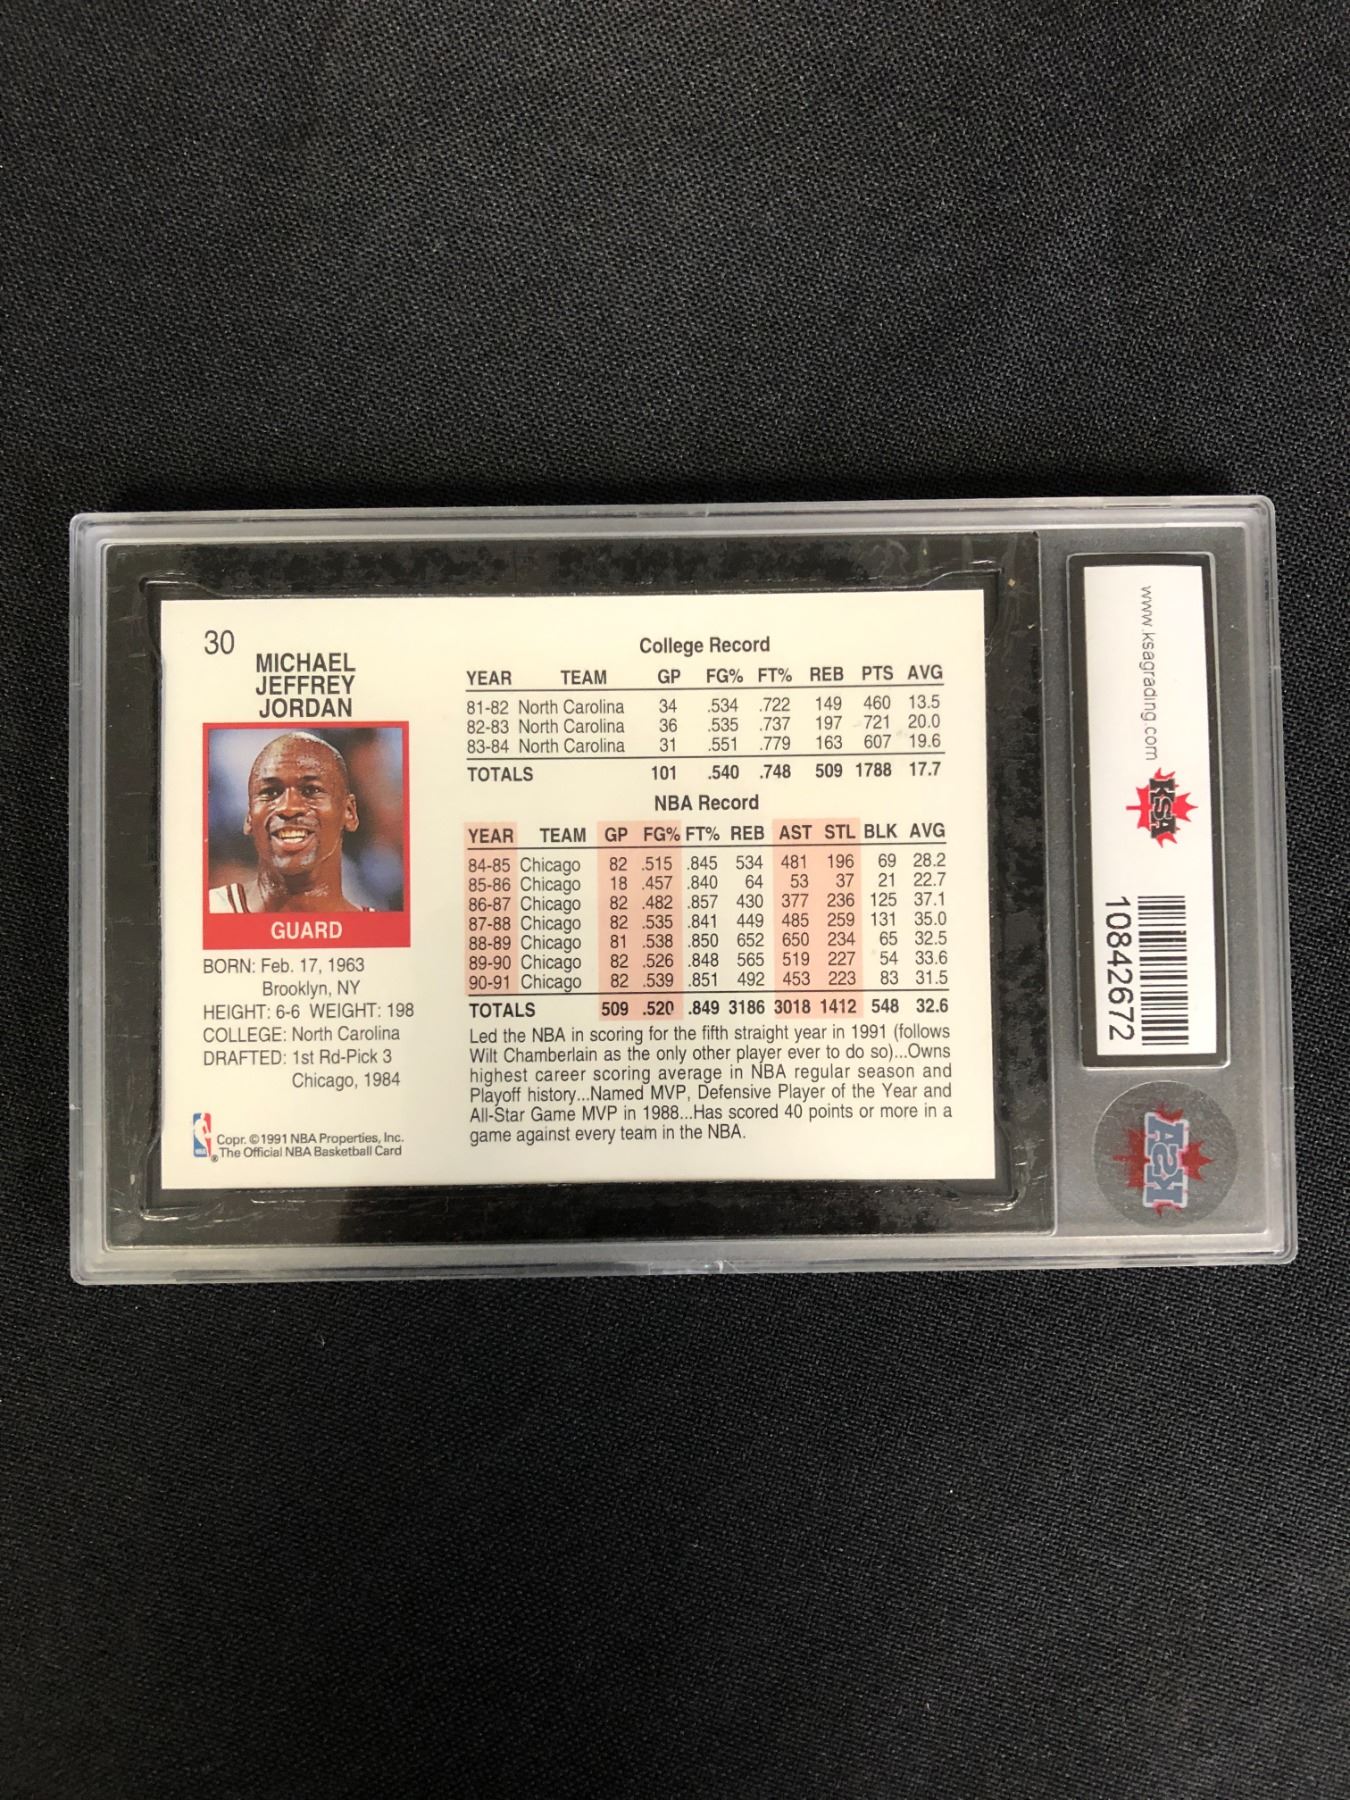 30
MICHAEL
JEFFREY
JORDAN
GUARD
BORN: Feb. 17, 1963
Brooklyn, NY
HEIGHT: 6-6 WEIGHT: 198
COLLEGE: North Carolina
DRAFTED: 1st Rd-Pick 3
Chicago, 1984
Copr. ©1991 NBA Properties, Inc.
® The Official NBA Basketball Card
College Record
YEAR TEAM GP FG% FT% REB PTS AVG
81-82 North Carolina 34 .534 .722 149 460 13.5
82-83 North Carolina 36 .535 .737 197 721 20.0
83-84 North Carolina 31 .551 .779 163 607 19.6
TOTALS 101 .540 .748 509 1788 17.7
NBA Record
YEAR TEAM GP FG% FT% REB AST STL BLK AVG
84-85 Chicago 82 .515 .845 534 481 196 69 28.2
85-86 Chicago 18 .457 .840 64 53 37 21 22.7
86-87 Chicago 82 .482 .857 430 377 236 125 37.1
87-88 Chicago 82 .535 .841 449 485 259 131 35.0
88-89 Chicago 81 .538 .850 652 650 234 65 32.5
89-90 Chicago 82 .526 .848 565 519 227 54 33.6
90-91 Chicago 82 .539 .851 492 453 223 83 31.5
TOTALS 509 .520 .849 3186 3018 1412 548 32.6
Led the NBA in scoring for the fifth straight year in 1991 (follows
Wilt Chamberlain as the only other player ever to do so)...Owns
highest career scoring average in NBA regular season and
Playoff history...Named MVP, Defensive Player of the Year and
All-Star Game MVP in 1988...Has scored 40 points or more in a
game against every team in the NBA.
www.ksagrading.com
KSA
10842672
KSA